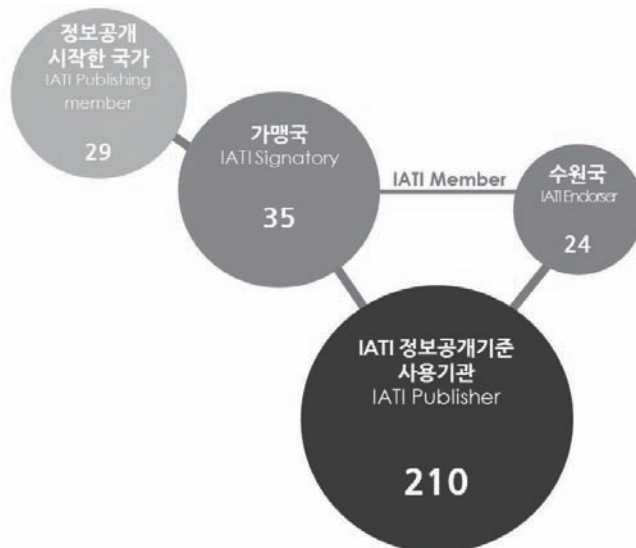 정보공개
시작한 국가
IATI Publishing
member
29
가맹국
IATI Signatory
35
IATI Member
수원국
IATI Endorser
24
IATI 정보공개기준
사용기관
IATI Publisher
210